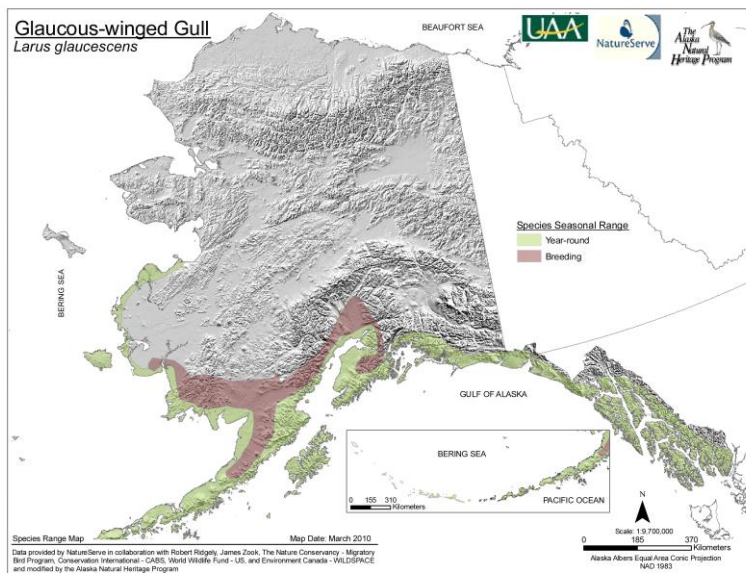 Glaucous-winged Gull
Larus glaucescens
BEAUFORT SEA
UAA
NatureServe
The
Alaska
Natural
Heritage Program
Species Seasonal Range
Year-round
Breeding
BERING SEA
GULF OF ALASKA
BERING SEA
0 155 310
Kilometers
PACIFIC OCEAN
N
Scale: 1:9,700,000
0 185 370
Kilometers
Alaska Albers Equal Area Conic Projection
NAD 1983
Species Range Map
Map Date: March 2010
Data provided by NatureServe in collaboration with Robert Ridgely, James Zook, The Nature Conservancy - Migratory
Bird Program, Conservation International - CABS, World Wildlife Fund - US, and Environment Canada - WILDSPACE
and modified by the Alaska Natural Heritage Program